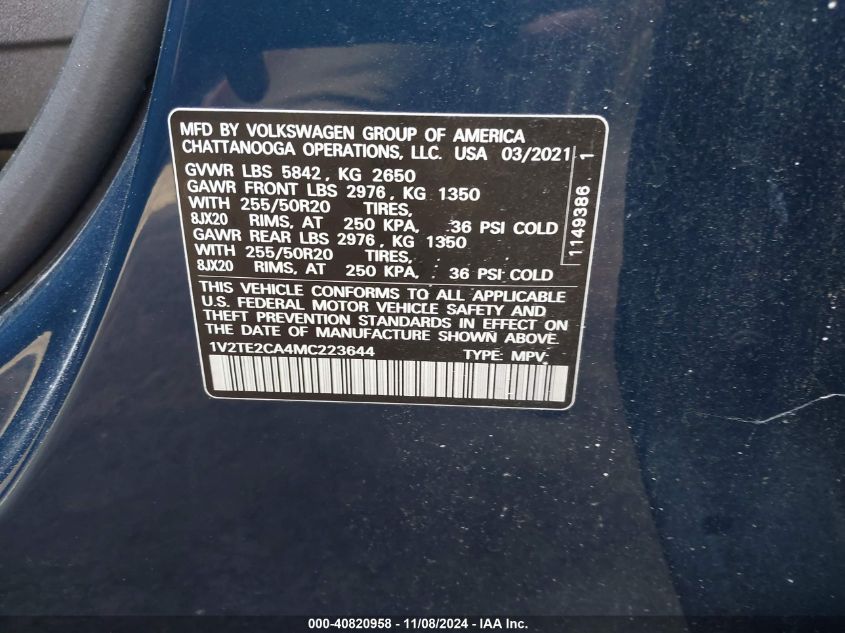 MFD BY VOLKSWAGEN GROUP OF AMERICA
CHATTANOOGA OPERATIONS, LLC. USA 03/2021
GVWR LBS 5842, KG 2650
GAWR FRONT LBS 2976, KG 1350
WITH 255/50R20 TIRES,
8JX20 RIMS, AT 250 KPA, 36 PSI COLD
GAWR REAR LBS 2976, KG 1350
WITH 255/50R20 TIRES,
8JX20 RIMS, AT 250 KPA, 36 PSI COLD
THIS VEHICLE CONFORMS TO ALL APPLICABLE
U.S. FEDERAL MOTOR VEHICLE SAFETY AND
THEFT PREVENTION STANDARDS IN EFFECT ON
THE DATE OF MANUFACTURE SHOWN ABOVE.
1V2TE2CA4MC223644 TYPE: MPV
1149386 1
000-40820958 - 11/08/2024 - IAA Inc.